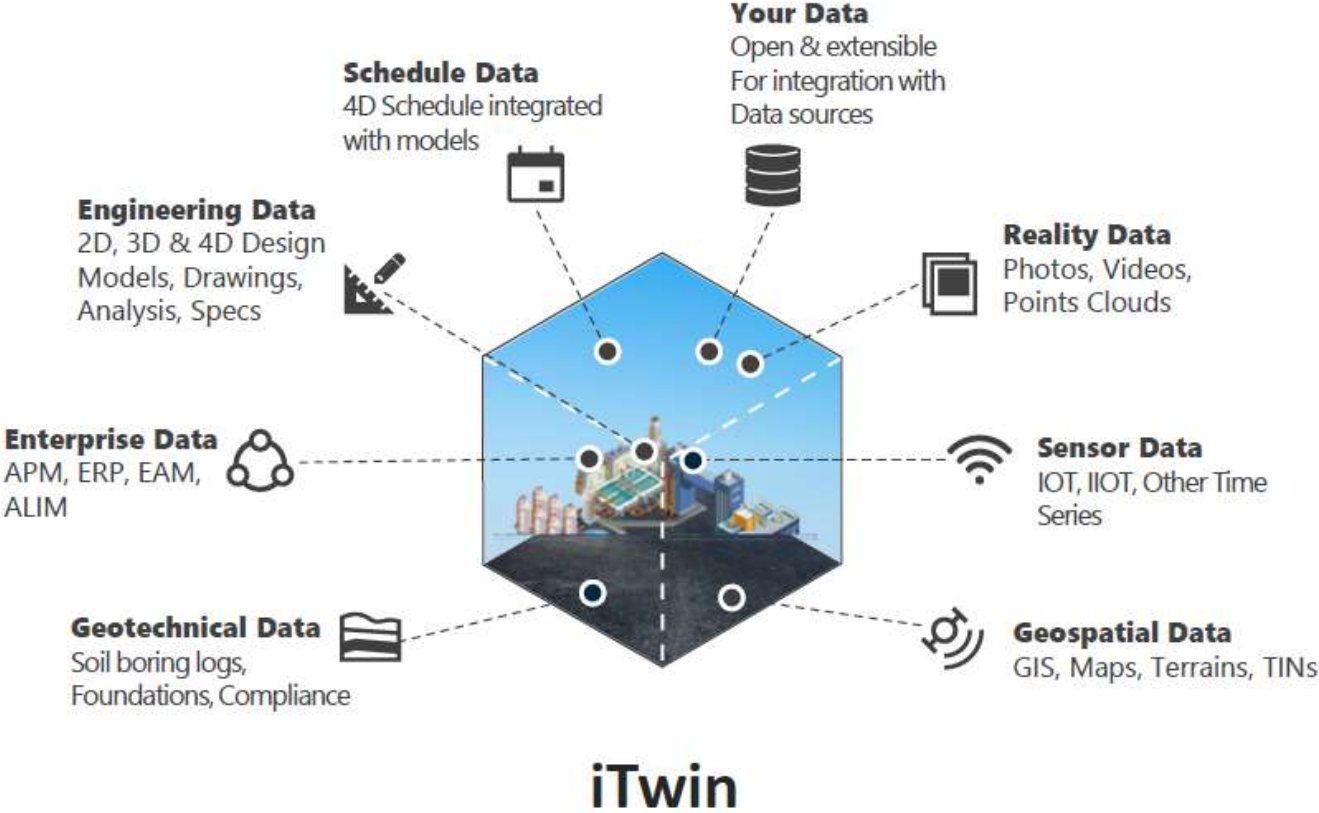 Your Data
Open & extensible
For integration with
Data sources
Schedule Data
4D Schedule integrated
with models
Engineering Data
2D, 3D & 4D Design
Models, Drawings,
Analysis, Specs
Reality Data
Photos, Videos,
Points Clouds
Enterprise Data
APM, ERP, EAM,
ALIM
Sensor Data
IOT, IIOT, Other Time
Series
Geotechnical Data
Soil boring logs,
Foundations, Compliance
Geospatial Data
GIS, Maps, Terrains, TINs
iTwin